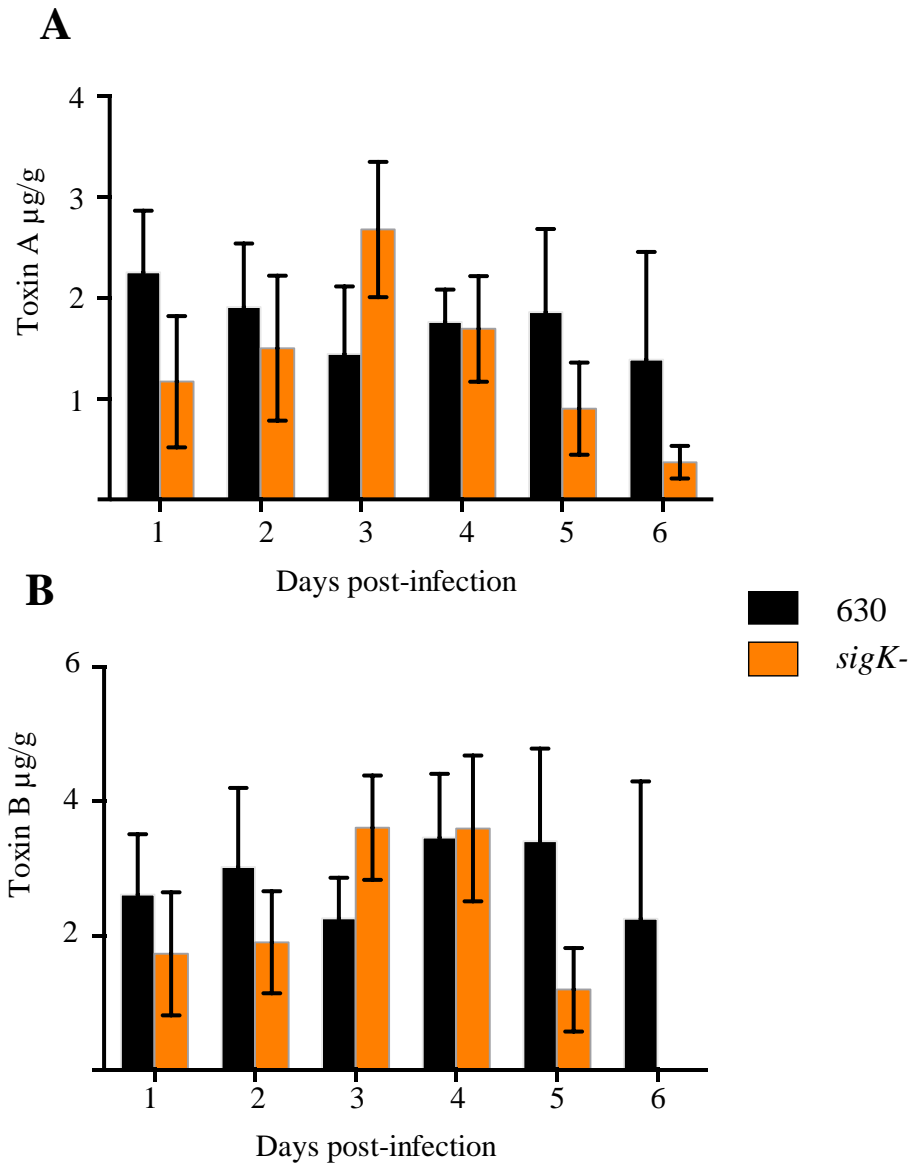 A
4
3
2
1
Toxin A µg/g
1 2 3 4 5 6
Days post-infection
B
630
sigK-
6
4
2
Toxin B µg/g
1 2 3 4 5 6
Days post-infection